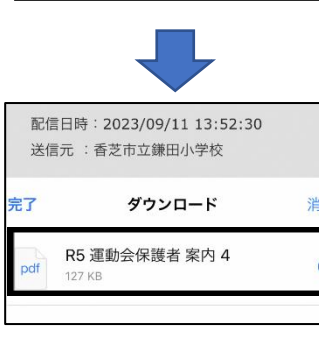 配信日時：2023/09/11 13:52:30
送信元 ：香芝市立鎌田小学校
完了 ダウンロード 消
pdf R5 運動会保護者 案内 4
127 KB